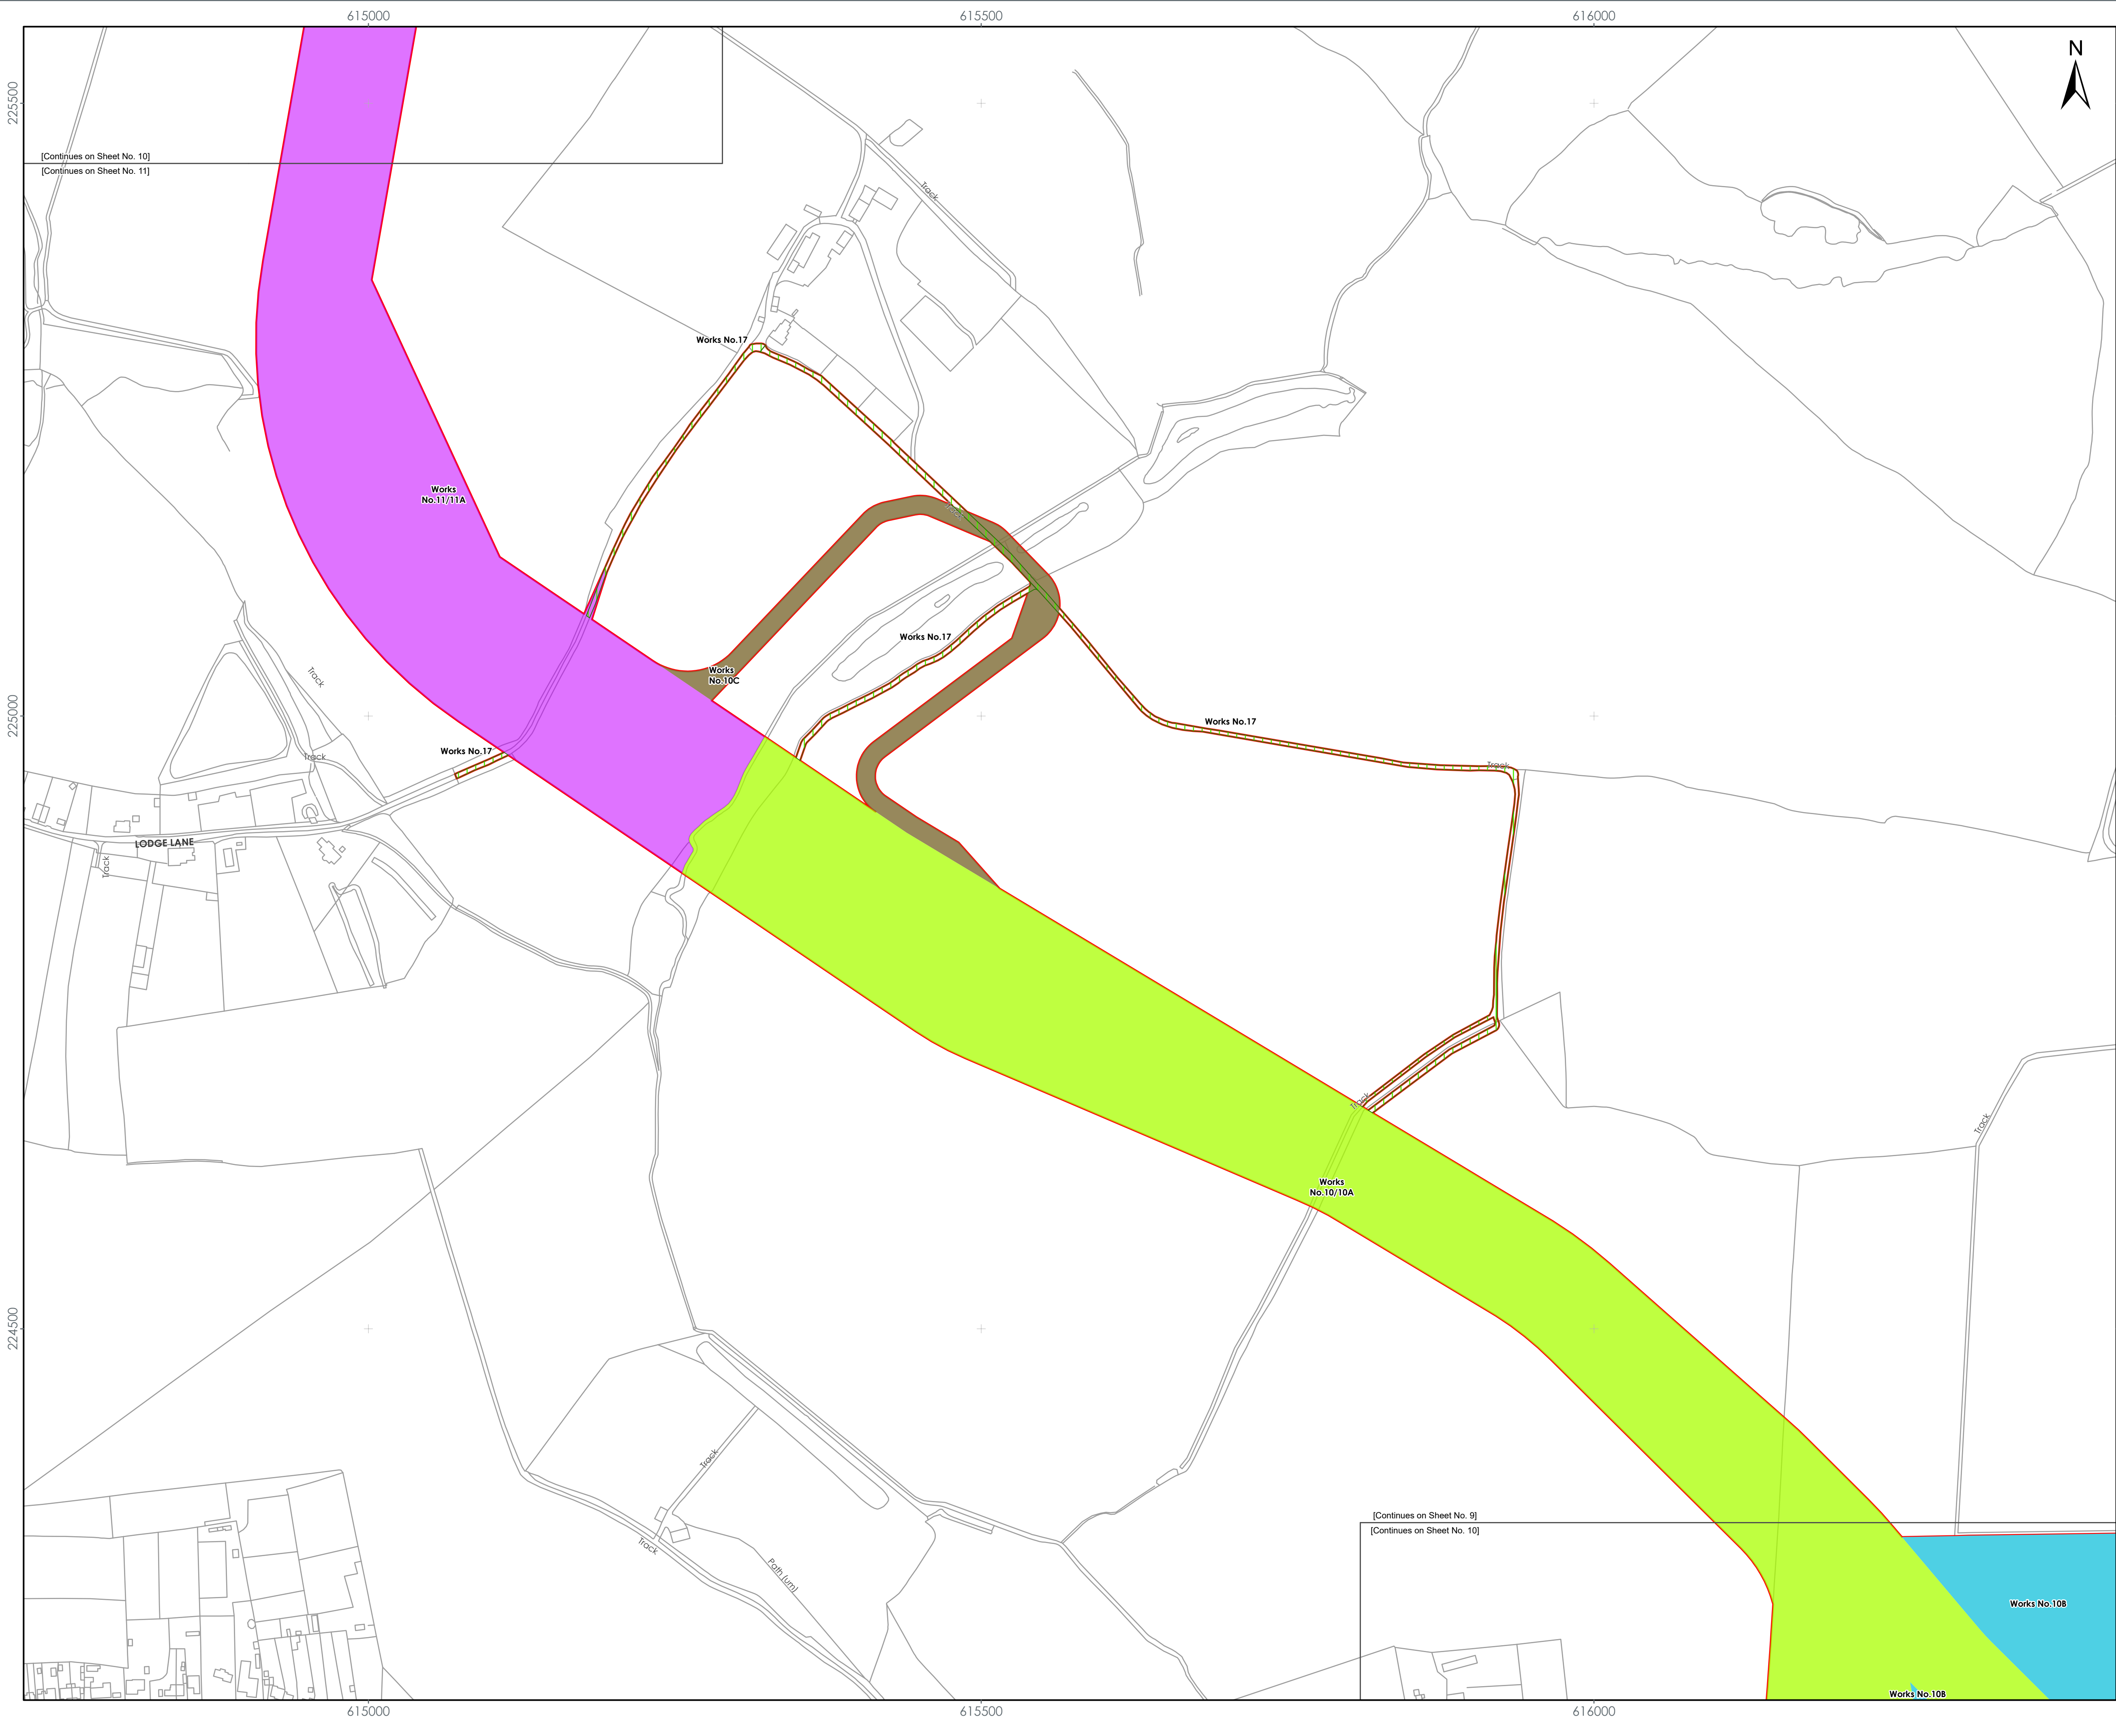 615000
615500
616000
N
225500
[Continues on Sheet No. 10]
[Continues on Sheet No. 11]
Track
Works No.17
Works
No.11/11A
Track
Works No.17
Works
No.10C
Track
225000
Works No.17
Works No.17
Track
Track
LODGE LANE
Track
Track
Track
Works
No.10/10A
224500
Track
[Continues on Sheet No. 9]
[Continues on Sheet No. 10]
Track
Path (um)
Works No.10B
Works No.10B
615000
615500
616000